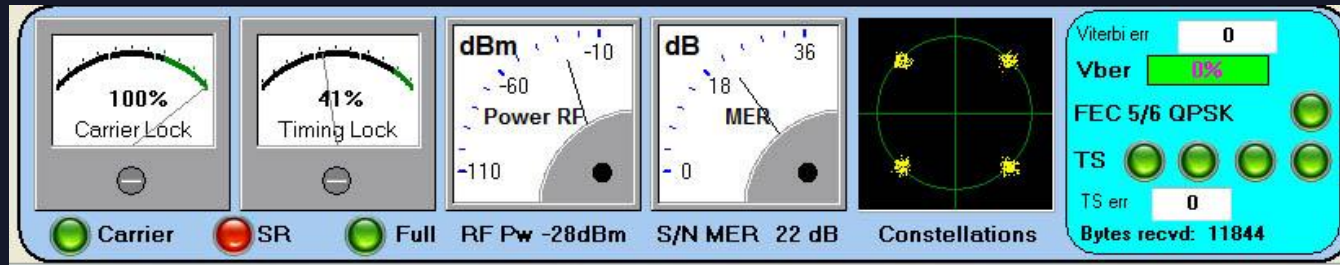 100%
Carrier Lock
41%
Timing Lock
dBm
-10
-60
Power RF
-110
dB
36
18
MER
0
Viterbi err 0
Vber 0%
FEC 5/6 QPSK
TS
TS err 0
Bytes recvd: 11844
Carrier SR Full RF Pw -28dBm S/N MER 22 dB Constellations